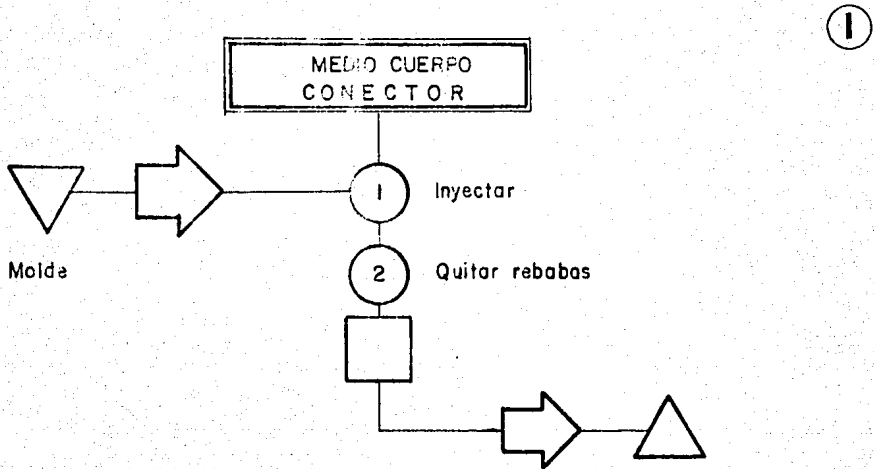 1
MEDIO CUERPO
CONECTOR
1 Inyectar
Molde
2 Quitar rebabas